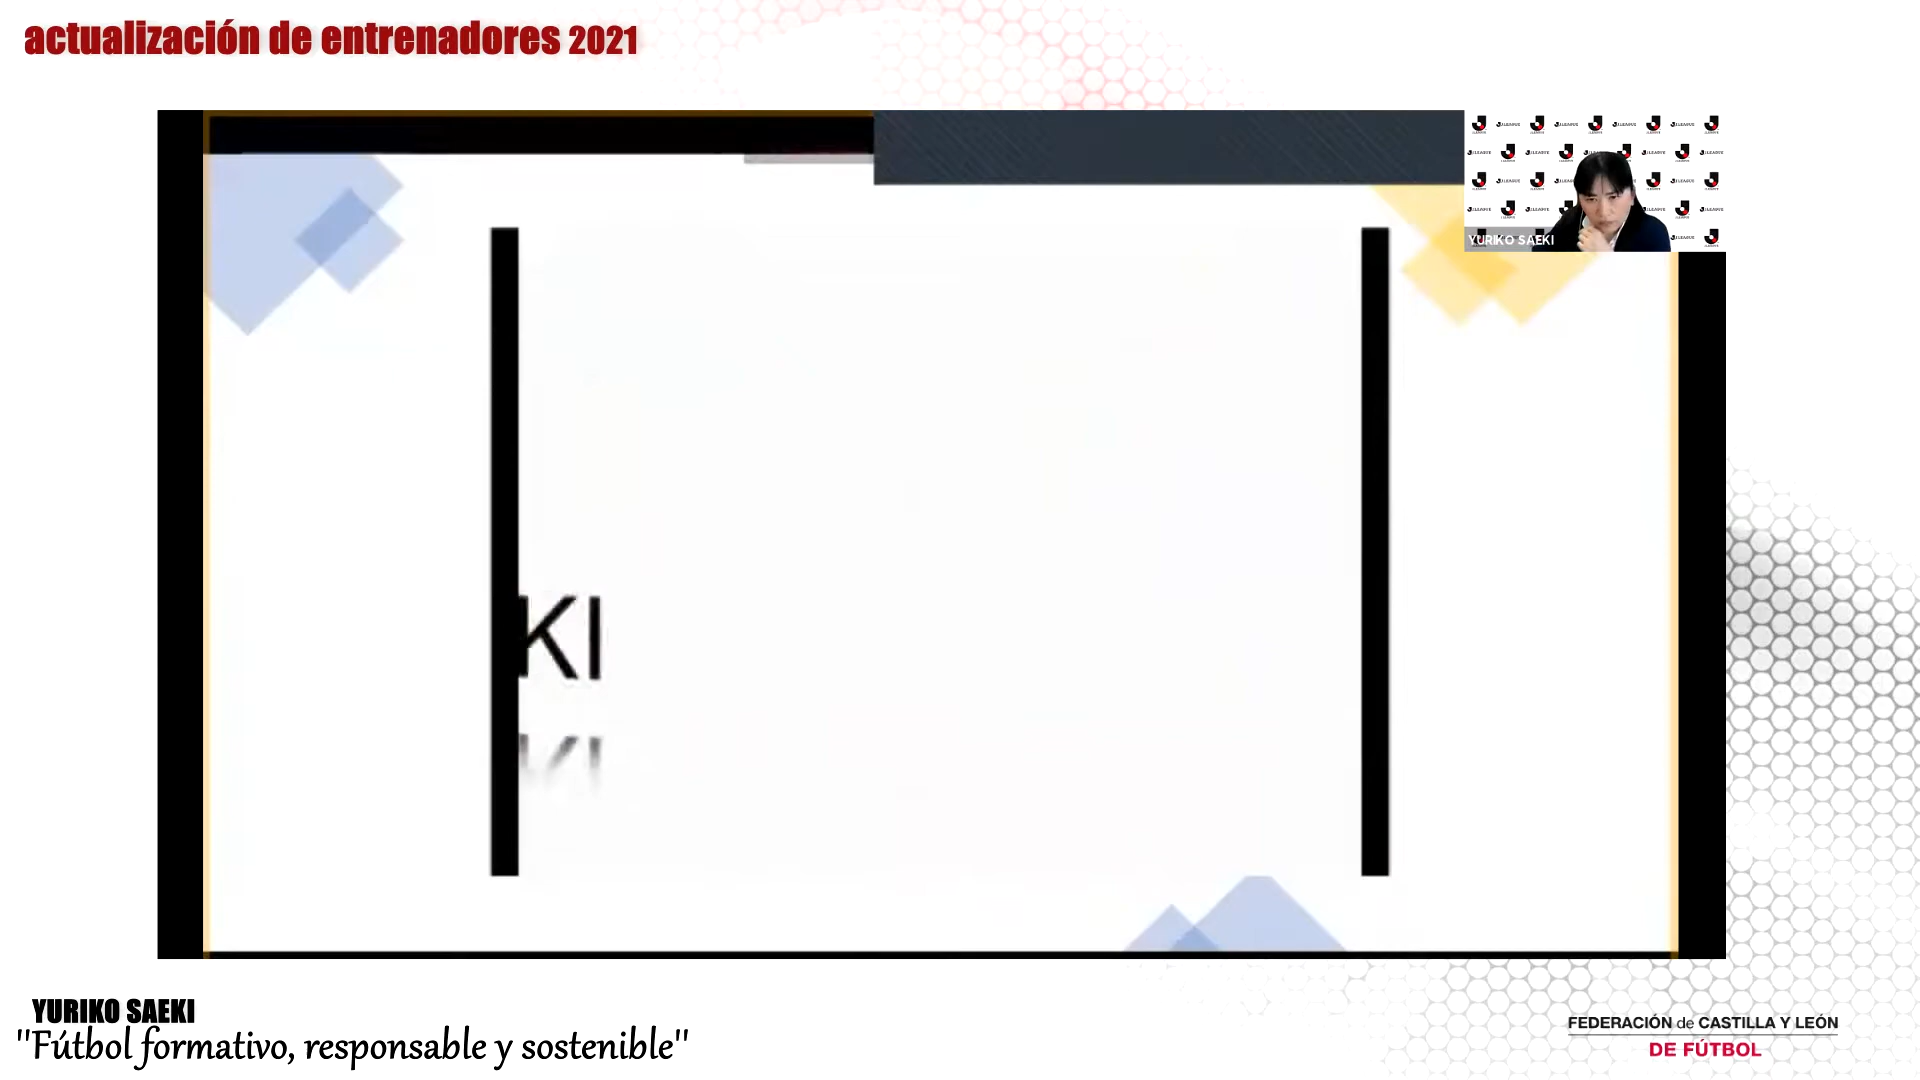 actualización de entrenadores 2021
YURIKO SAEKI
KI
YURIKO SAEKI
"Fútbol formativo, responsable y sostenible"
FEDERACIÓN de CASTILLA Y LEÓN
DE FÚTBOL